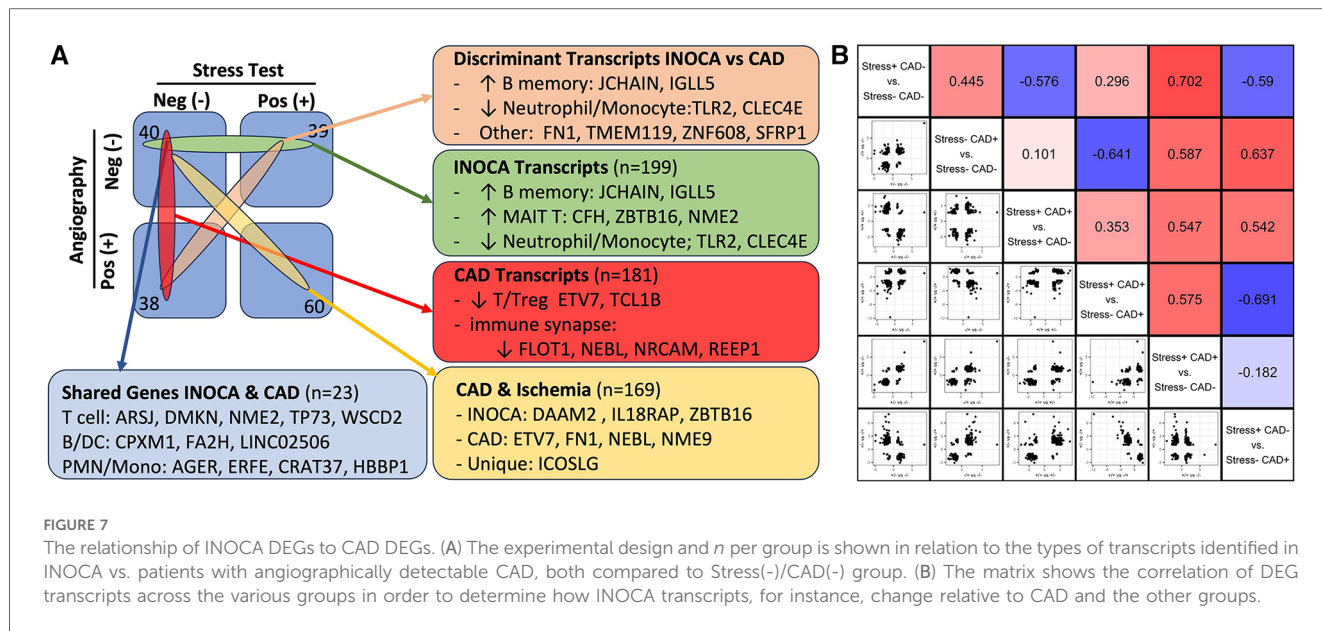 A
Stress Test
Neg (-)
Pos (+)
Angiography
Neg (-)
Pos (+)
40
39
38
60
Discriminant Transcripts INOCA vs CAD
- ↑ B memory: JCHAIN, IGLL5
- ↓ Neutrophil/Monocyte:TLR2, CLEC4E
- Other: FN1, TMEM119, ZNF608, SFRP1
INOCA Transcripts (n=199)
- ↑ B memory: JCHAIN, IGLL5
- ↑ MAIT T: CFH, ZBTB16, NME2
- ↓ Neutrophil/Monocyte; TLR2, CLEC4E
CAD Transcripts (n=181)
- ↓ T/Treg ETV7, TCL1B
- immune synapse:
↓ FLOT1, NEBL, NRCAM, REEP1
CAD & Ischemia (n=169)
- INOCA: DAAM2 , IL18RAP, ZBTB16
- CAD: ETV7, FN1, NEBL, NME9
- Unique: ICOSLG
Shared Genes INOCA & CAD (n=23)
T cell: ARSJ, DMKN, NME2, TP73, WSCD2
B/DC: CPXM1, FA2H, LINC02506
PMN/Mono: AGER, ERFE, CRAT37, HBBP1
B
Stress+ CAD-
vs.
Stress- CAD-
0.445
-0.576
0.296
0.702
-0.59
Stress- CAD+
vs.
Stress- CAD-
0.101
-0.641
0.587
0.637
Stress+ CAD+
vs.
Stress+ CAD-
0.353
0.547
0.542
Stress+ CAD+
vs.
Stress- CAD+
0.575
-0.691
Stress+ CAD+
vs.
Stress- CAD-
-0.182
Stress+ CAD-
vs.
Stress- CAD+
FIGURE 7
The relationship of INOCA DEGs to CAD DEGs. (A) The experimental design and n per group is shown in relation to the types of transcripts identified in
INOCA vs. patients with angiographically detectable CAD, both compared to Stress(-)/CAD(-) group. (B) The matrix shows the correlation of DEG
transcripts across the various groups in order to determine how INOCA transcripts, for instance, change relative to CAD and the other groups.